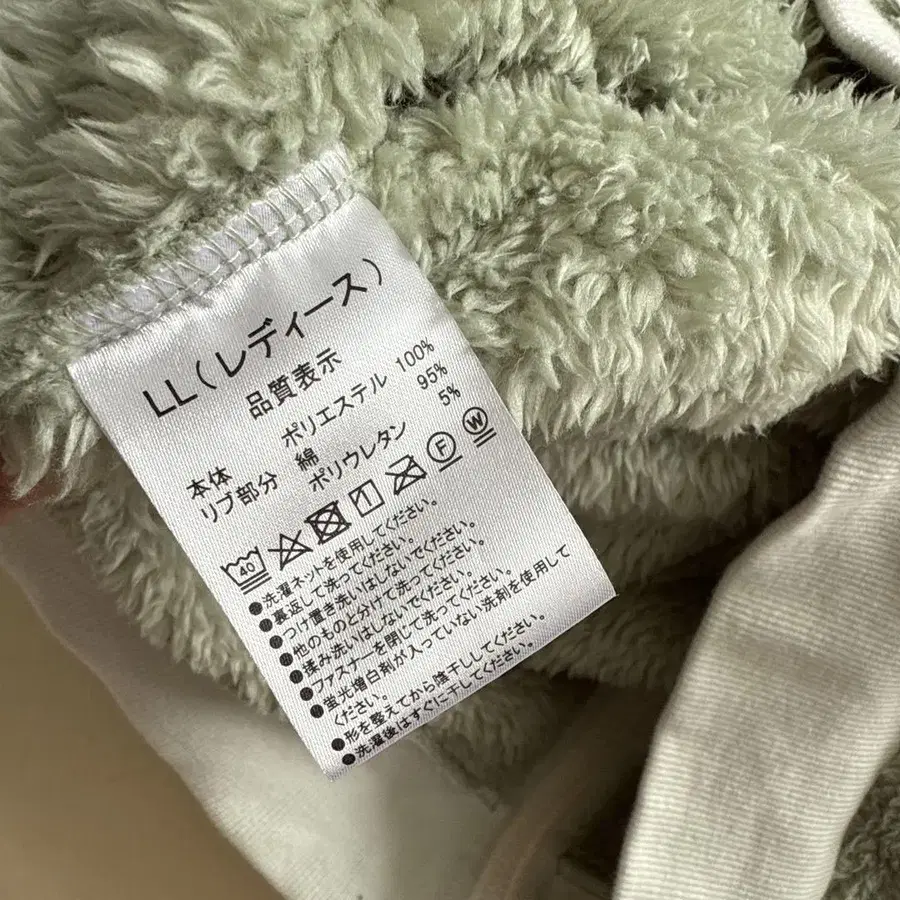 LL(レディース)
品質表示
本体 ポリエステル 100%
リブ部分 綿 95%
ポリウレタン 5%
40 F W
●洗濯ネットを使用してください。
●裏返して洗ってください。
●つけ置き洗いはしないでください。
●他のものと分けて洗ってください。
●揉み洗いはしないでください。
●ファスナーを閉じて洗ってください。
●蛍光増白剤が入っていない洗剤を使用して
ください。
●形を整えてから陰干ししてください。
●洗濯後はすぐに干してください。